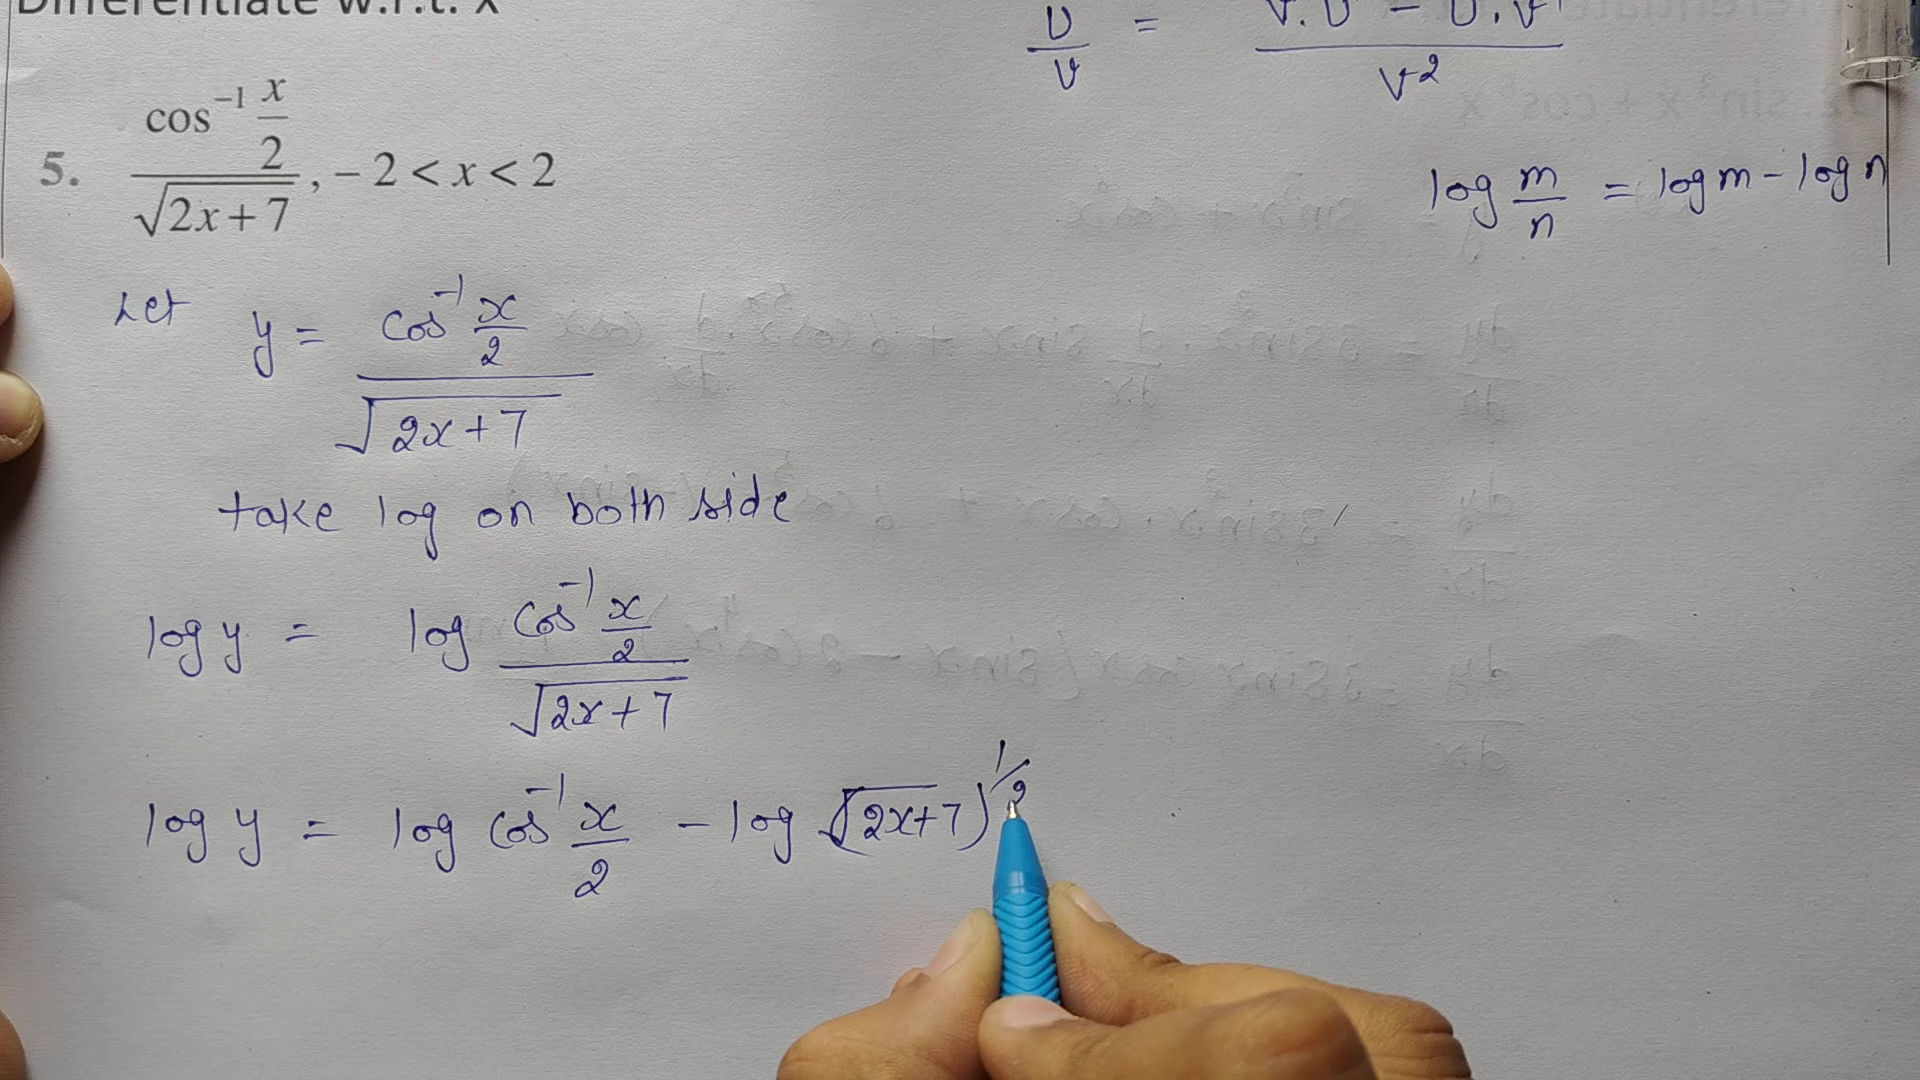 Differentiate w.r.t. x
U/V = V.U' - U.V'/V²
5. cos⁻¹ x/2 / √2x+7, -2 < x < 2
log m/n = log m - log n
Let y = cos⁻¹ x/2 / √2x+7
take log on both side
log y = log cos⁻¹ x/2 / √2x+7
log y = log cos⁻¹ x/2 - log (2x+7)^1/2